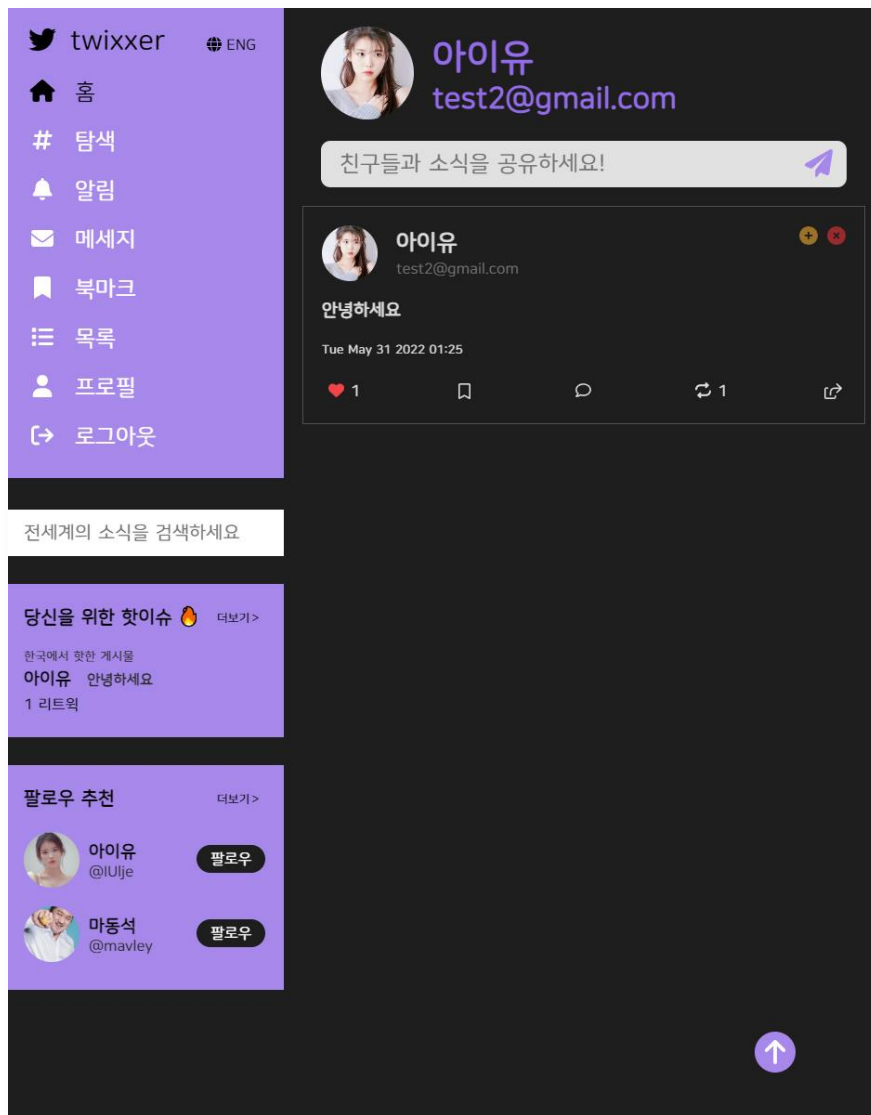 twixxer
ENG
홈
탐색
알림
메세지
북마크
목록
프로필
로그아웃
전세계의 소식을 검색하세요
당신을 위한 핫이슈 🔥 더보기>
한국에서 핫한 게시물
아이유 안녕하세요
1 리트윅
팔로우 추천 더보기>
아이유
@IUlje
팔로우
마동석
@mavley
팔로우
아이유
test2@gmail.com
친구들과 소식을 공유하세요!
아이유
test2@gmail.com
안녕하세요
Tue May 31 2022 01:25
1
1